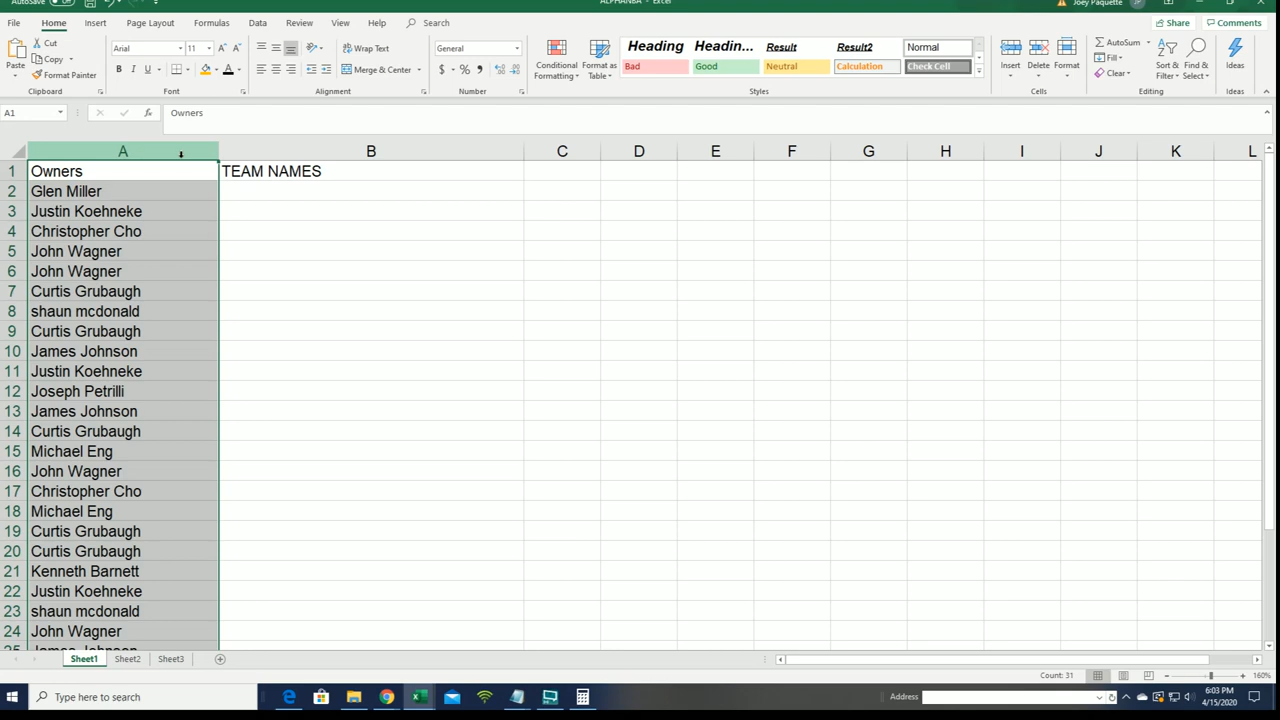 AutoSave
ALPHANBA - Excel
Joey Paquette
JP
File Home Insert Page Layout Formulas Data Review View Help Search
Share Comments
Paste
Cut
Copy
Format Painter
Clipboard
Arial 11
B I U
Font
Wrap Text
Merge & Center
Alignment
General
$ % ,
Number
Conditional Formatting
Format as Table
Heading Headin... Result Result2 Normal
Bad Good Neutral Calculation Check Cell
Styles
Insert Delete Format
Cells
AutoSum
Fill
Clear
Sort & Filter
Find & Select
Editing
Ideas
Ideas
A1 fx Owners
A B C D E F G H I J K L
1 Owners TEAM NAMES
2 Glen Miller
3 Justin Koehneke
4 Christopher Cho
5 John Wagner
6 John Wagner
7 Curtis Grubaugh
8 shaun mcdonald
9 Curtis Grubaugh
10 James Johnson
11 Justin Koehneke
12 Joseph Petrilli
13 James Johnson
14 Curtis Grubaugh
15 Michael Eng
16 John Wagner
17 Christopher Cho
18 Michael Eng
19 Curtis Grubaugh
20 Curtis Grubaugh
21 Kenneth Barnett
22 Justin Koehneke
23 shaun mcdonald
24 John Wagner
25 James Johnson
Sheet1 Sheet2 Sheet3
Count: 31
160%
Type here to search
Address
6:03 PM
4/15/2020